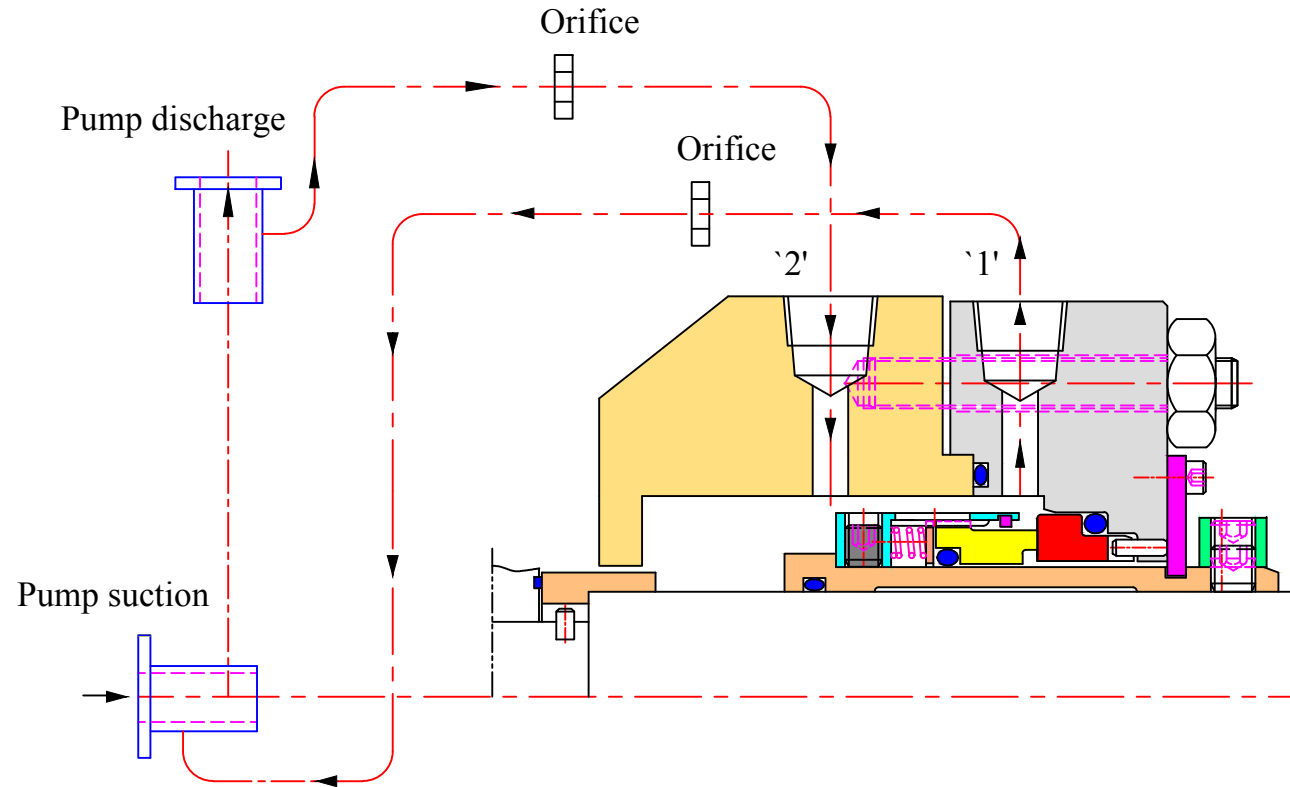 Orifice
Pump discharge
Orifice
`2'
`1'
Pump suction